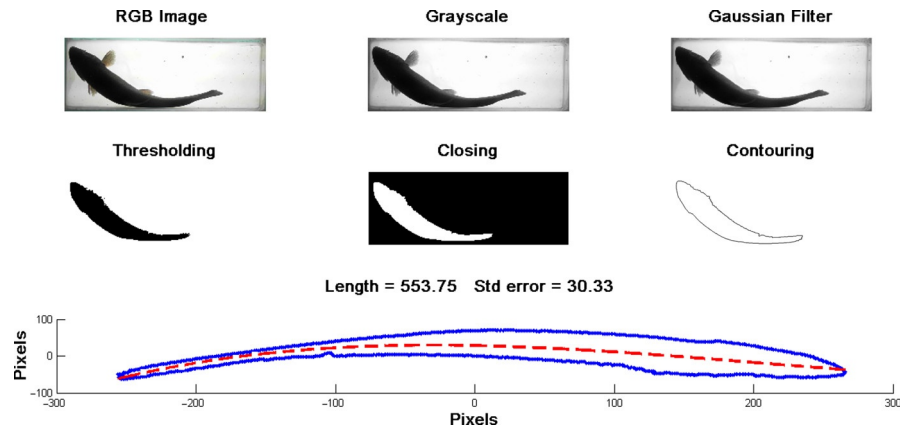 RGB Image Grayscale Gaussian Filter
Thresholding Closing Contouring
Length = 553.75 Std error = 30.33
Pixels
100
0
−100
−300 −200 −100 0 100 200 300
Pixels